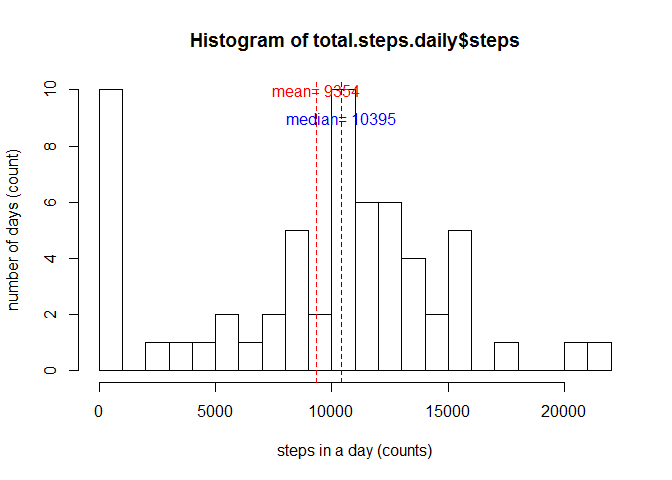 Histogram of total.steps.daily$steps
mean= 9354
median= 10395
number of days (count)
10
8
6
4
2
0
0 5000 10000 15000 20000
steps in a day (counts)